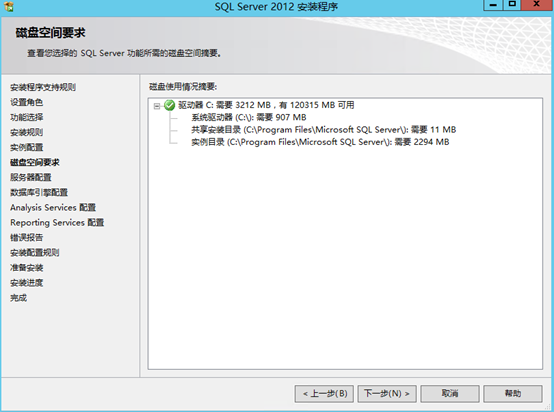 SQL Server 2012 安装程序
磁盘空间要求
查看您选择的 SQL Server 功能所需的磁盘空间摘要。
安装程序支持规则
设置角色
功能选择
安装规则
实例配置
磁盘空间要求
服务器配置
数据库引擎配置
Analysis Services 配置
Reporting Services 配置
错误报告
安装配置规则
准备安装
安装进度
完成
磁盘使用情况摘要:
驱动器 C: 需要 3212 MB，有 120315 MB 可用
系统驱动器 (C:\): 需要 907 MB
共享安装目录 (C:\Program Files\Microsoft SQL Server\): 需要 11 MB
实例目录 (C:\Program Files\Microsoft SQL Server\): 需要 2294 MB
< 上一步(B)
下一步(N) >
取消
帮助